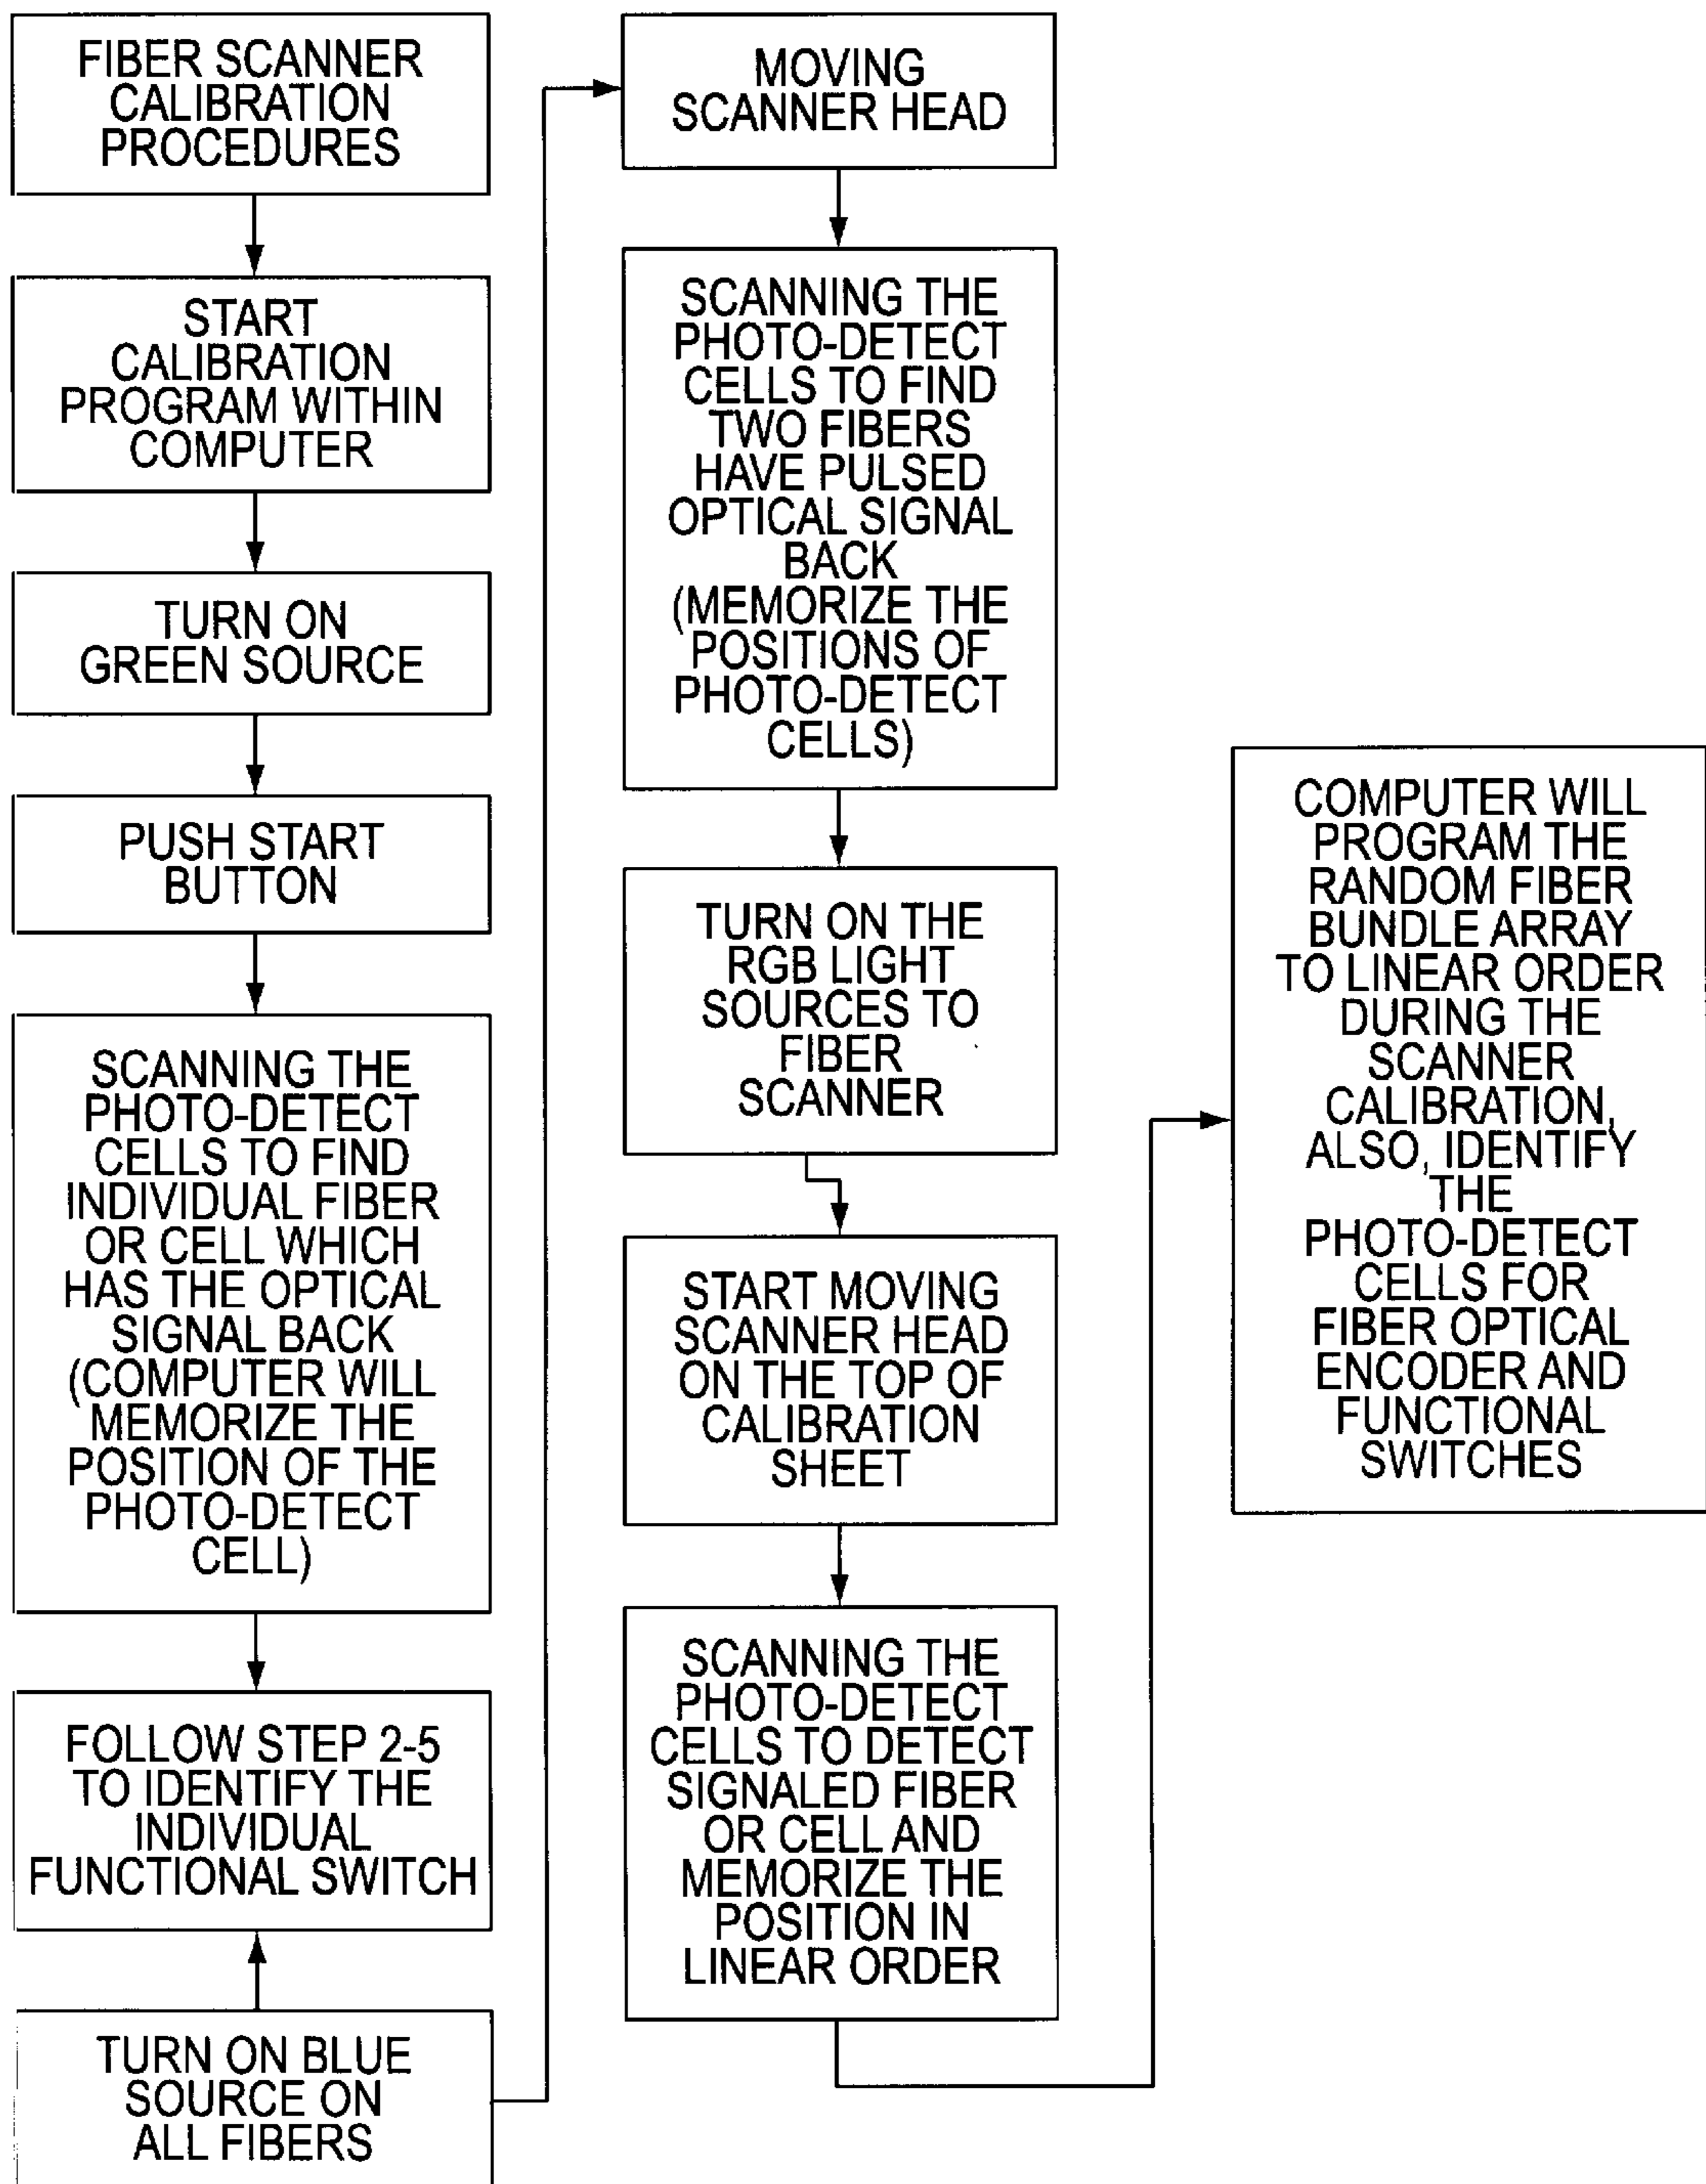 FIBER SCANNER
CALIBRATION
PROCEDURES
START
CALIBRATION
PROGRAM WITHIN
COMPUTER
TURN ON
GREEN SOURCE
PUSH START
BUTTON
SCANNING THE
PHOTO-DETECT
CELLS TO FIND
INDIVIDUAL FIBER
OR CELL WHICH
HAS THE OPTICAL
SIGNAL BACK
(COMPUTER WILL
MEMORIZE THE
POSITION OF THE
PHOTO-DETECT
CELL)
FOLLOW STEP 2-5
TO IDENTIFY THE
INDIVIDUAL
FUNCTIONAL SWITCH
TURN ON BLUE
SOURCE ON
ALL FIBERS
MOVING
SCANNER HEAD
SCANNING THE
PHOTO-DETECT
CELLS TO FIND
TWO FIBERS
HAVE PULSED
OPTICAL SIGNAL
BACK
(MEMORIZE THE
POSITIONS OF
PHOTO-DETECT
CELLS)
TURN ON THE
RGB LIGHT
SOURCES TO
FIBER
SCANNER
START MOVING
SCANNER HEAD
ON THE TOP OF
CALIBRATION
SHEET
SCANNING THE
PHOTO-DETECT
CELLS TO DETECT
SIGNALED FIBER
OR CELL AND
MEMORIZE THE
POSITION IN
LINEAR ORDER
COMPUTER WILL
PROGRAM THE
RANDOM FIBER
BUNDLE ARRAY
TO LINEAR ORDER
DURING THE
SCANNER
CALIBRATION,
ALSO, IDENTIFY
THE
PHOTO-DETECT
CELLS FOR
FIBER OPTICAL
ENCODER AND
FUNCTIONAL
SWITCHES